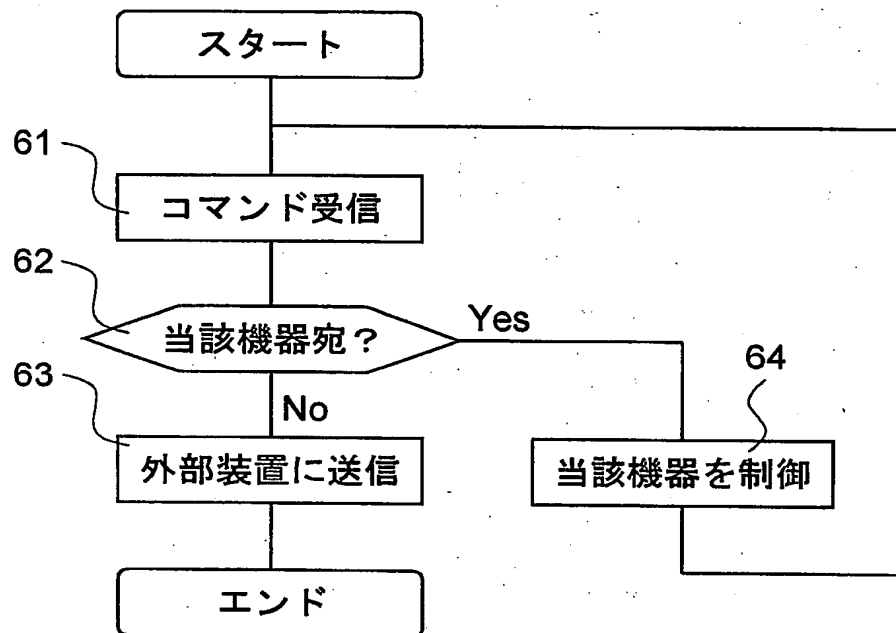 スタート
61
コマンド受信
62
当該機器宛？
Yes
63
No
64
外部装置に送信
当該機器を制御
エンド